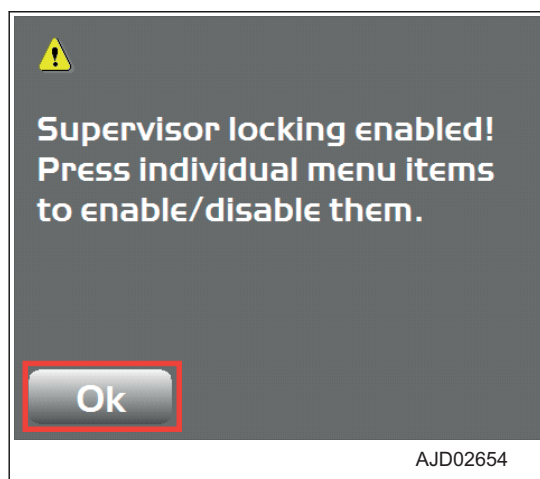 Supervisor locking enabled!
Press individual menu items
to enable/disable them.
Ok
AJD02654